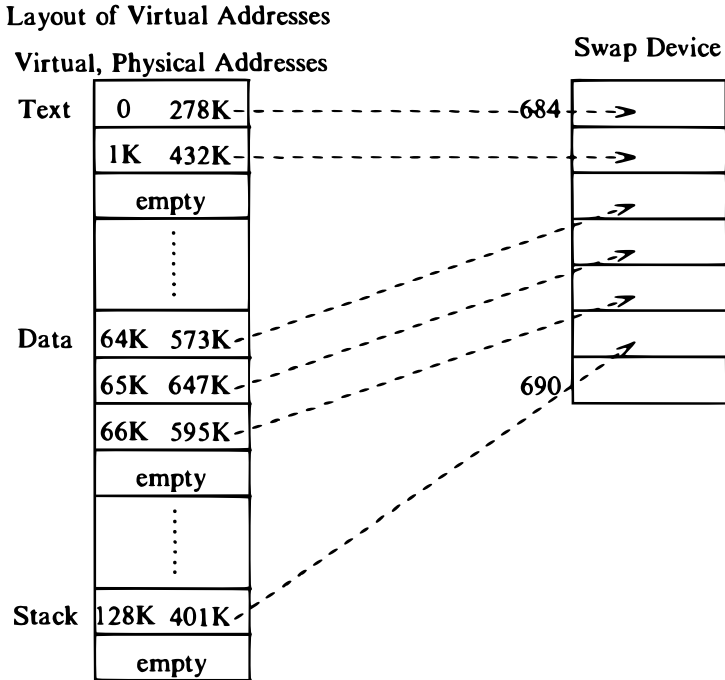 Layout of Virtual Addresses
Virtual, Physical Addresses
Swap Device
Text 0 278K 684
1K 432K
empty
Data 64K 573K
65K 647K 690
66K 595K
empty
Stack 128K 401K
empty